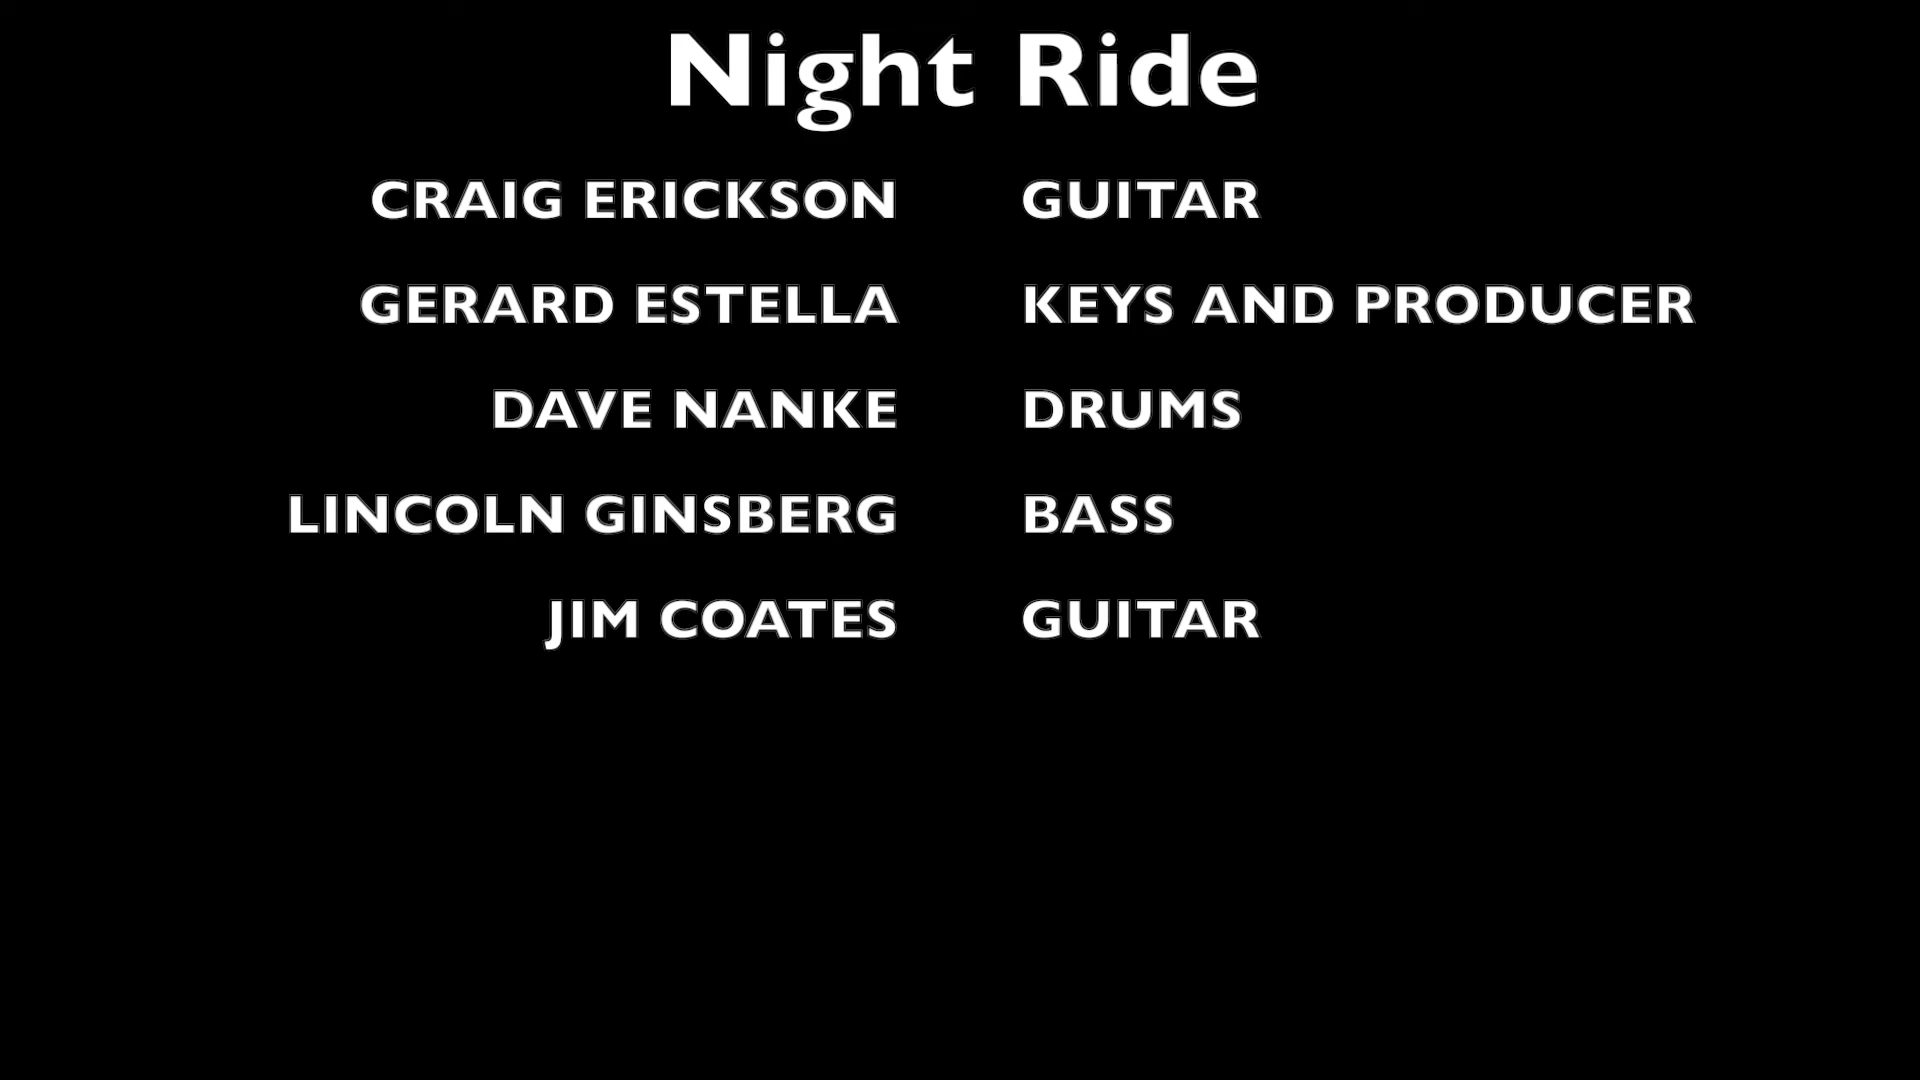 Night Ride
CRAIG ERICKSON GUITAR
GERARD ESTELLA KEYS AND PRODUCER
DAVE NANKE DRUMS
LINCOLN GINSBERG BASS
JIM COATES GUITAR